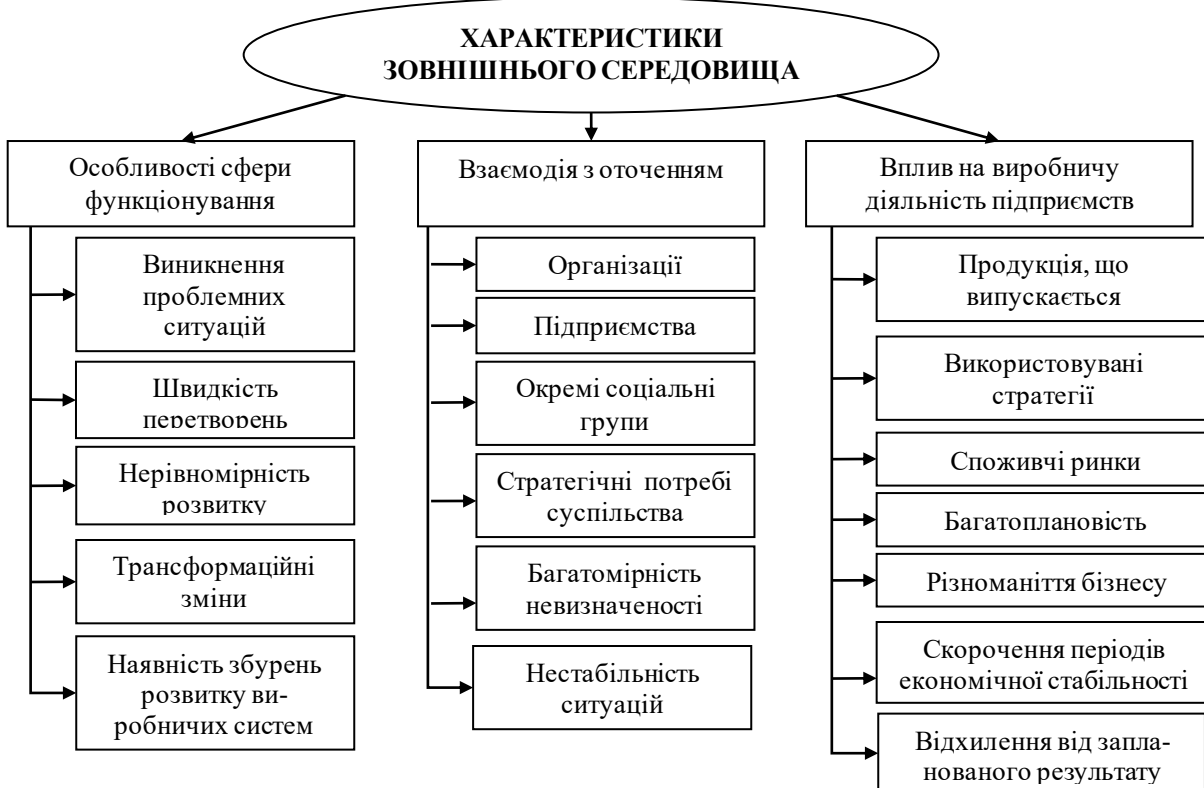 ХАРАКТЕРИСТИКИ
ЗОВНІШНЬОГО СЕРЕДОВИЩА
Особливості сфери
функціонування
Виникнення
проблемних
ситуацій
Швидкість
перетворень
Нерівномірність
розвитку
Трансформаційні
зміни
Наявність збурень
розвитку ви-
робничих систем
Взаємодія з оточенням
Організації
Підприємства
Окремі соціальні
групи
Стратегічні потребі
суспільства
Багатомірність
невизначеності
Нестабільність
ситуацій
Вплив на виробничу
діяльність підприємств
Продукція, що
випускається
Використовувані
стратегії
Споживчі ринки
Багатоплановість
Різноманіття бізнесу
Скорочення періодів
економічної стабільності
Відхилення від запла-
нованого результату